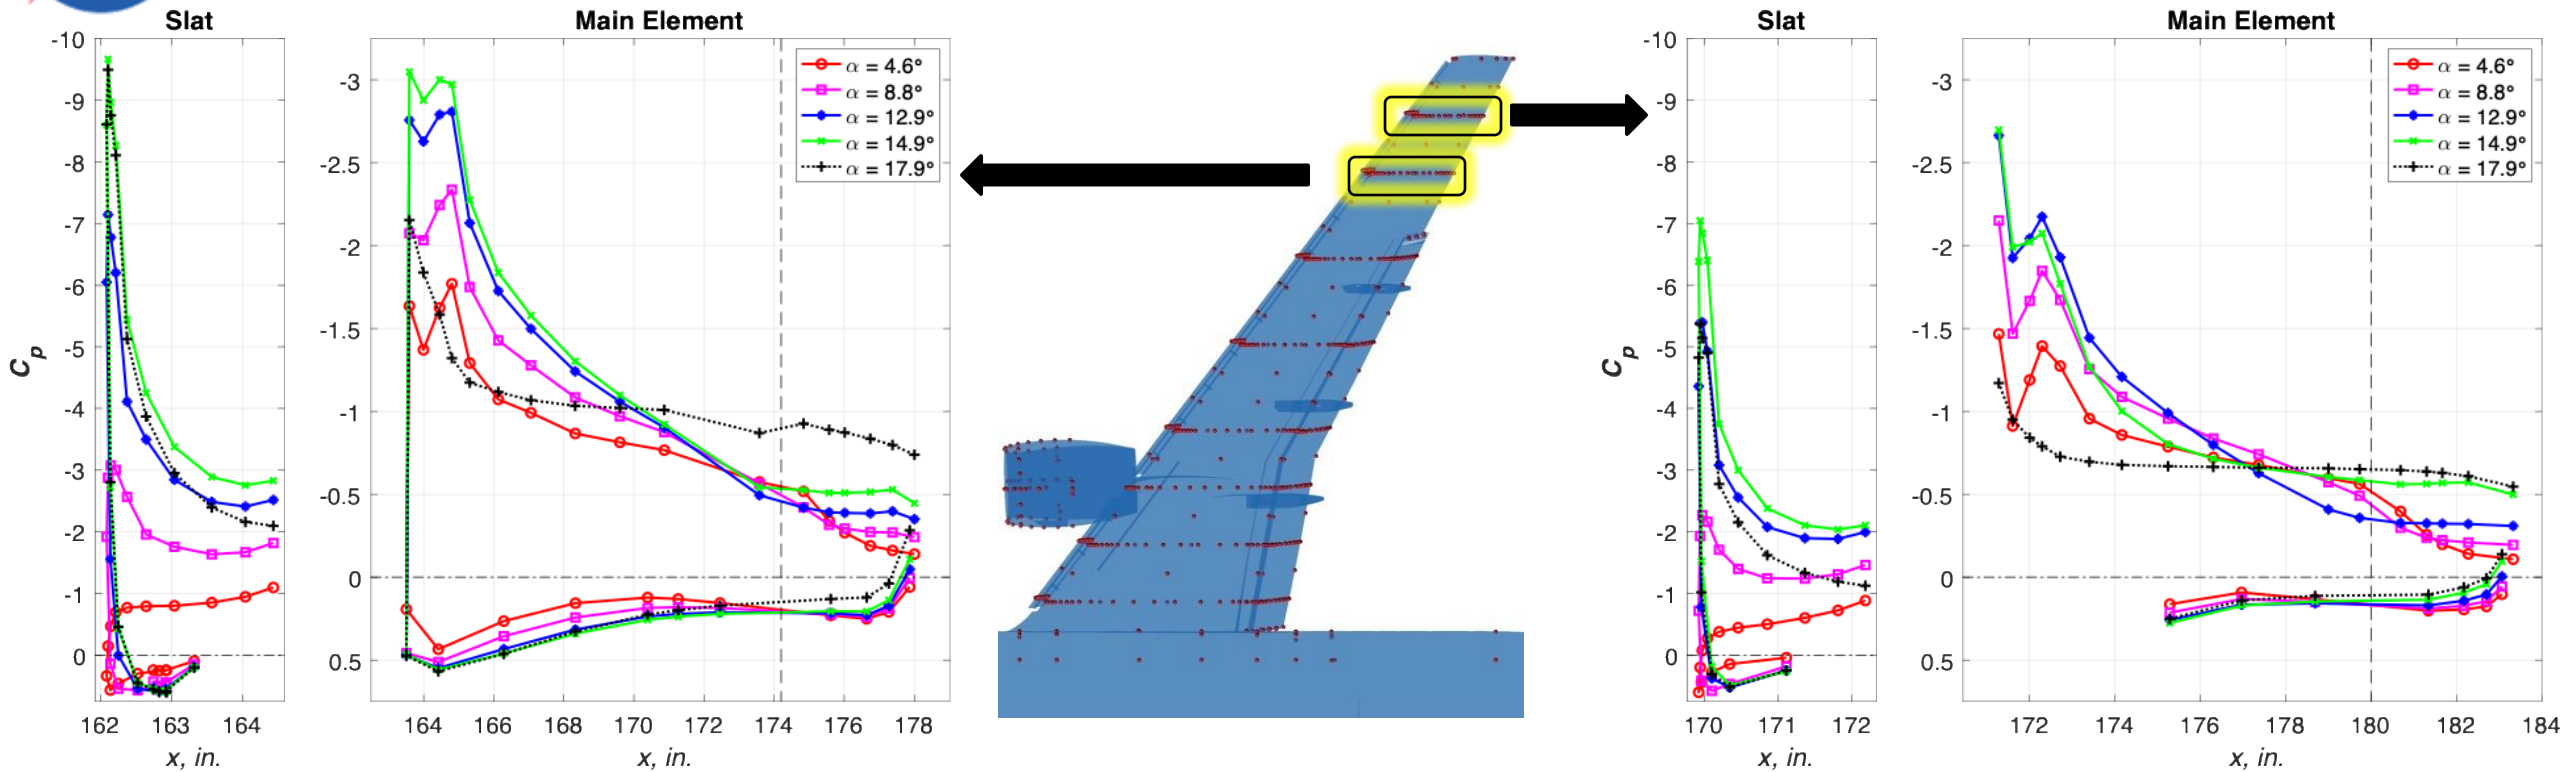 Slat
Main Element
-10
-9
-8
-7
-6
-5
-4
-3
-2
-1
0
C_p
162
163
164
x, in.
-3
-2.5
-2
-1.5
-1
-0.5
0
0.5
164
166
168
170
172
174
176
178
x, in.
α = 4.6°
α = 8.8°
α = 12.9°
α = 14.9°
α = 17.9°
Slat
Main Element
-10
-9
-8
-7
-6
-5
-4
-3
-2
-1
0
C_p
170
171
172
x, in.
-3
-2.5
-2
-1.5
-1
-0.5
0
0.5
172
174
176
178
180
182
184
x, in.
α = 4.6°
α = 8.8°
α = 12.9°
α = 14.9°
α = 17.9°